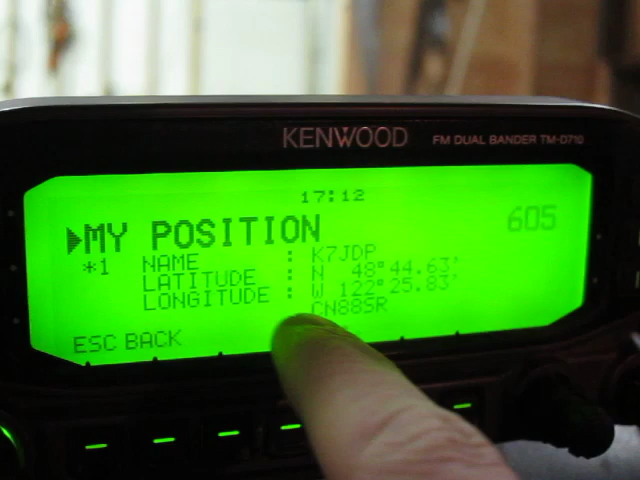 KENWOOD FM DUAL BANDER TM-D710
17:12
▶MY POSITION 605
*1 NAME : K7JDP
LATITUDE : N 48°44.63'
LONGITUDE : W 122°25.83'
CN88SR
ESC BACK